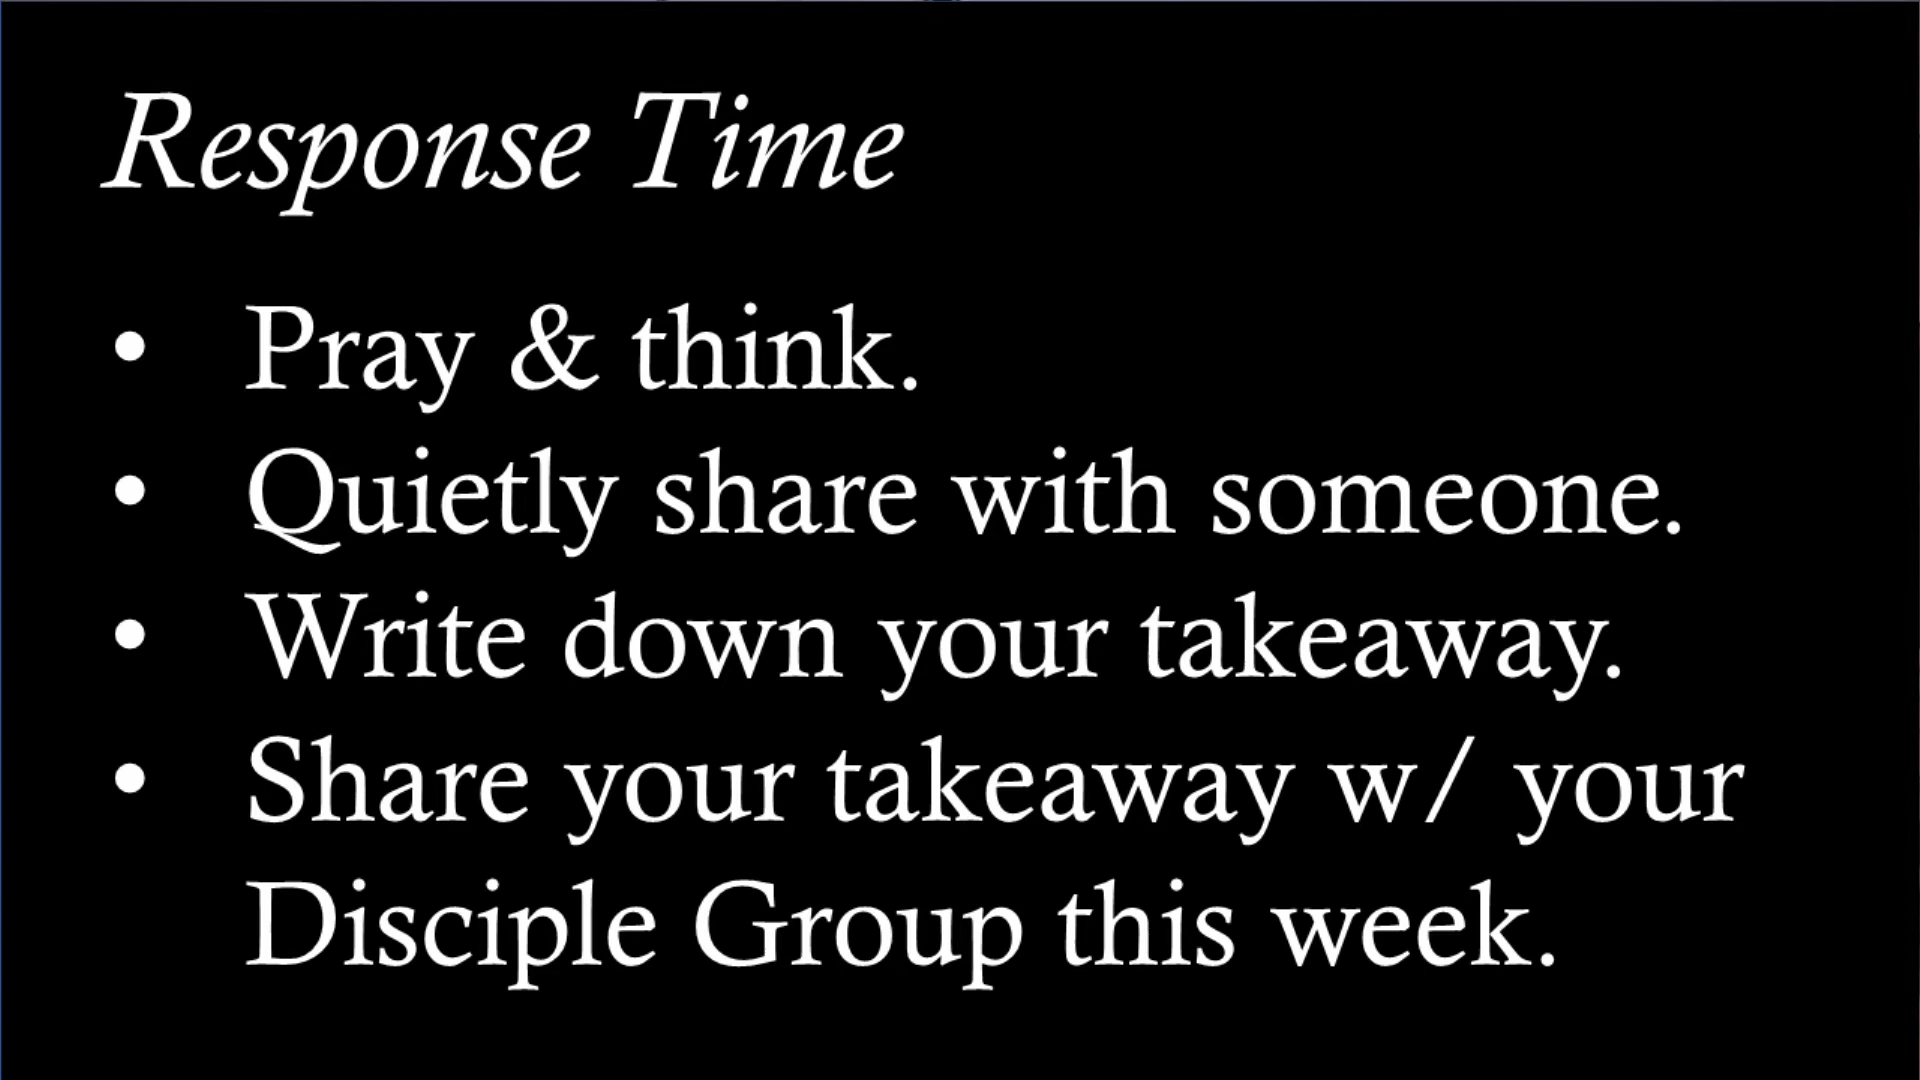 Response Time
• Pray & think.
• Quietly share with someone.
• Write down your takeaway.
• Share your takeaway w/ your
Disciple Group this week.